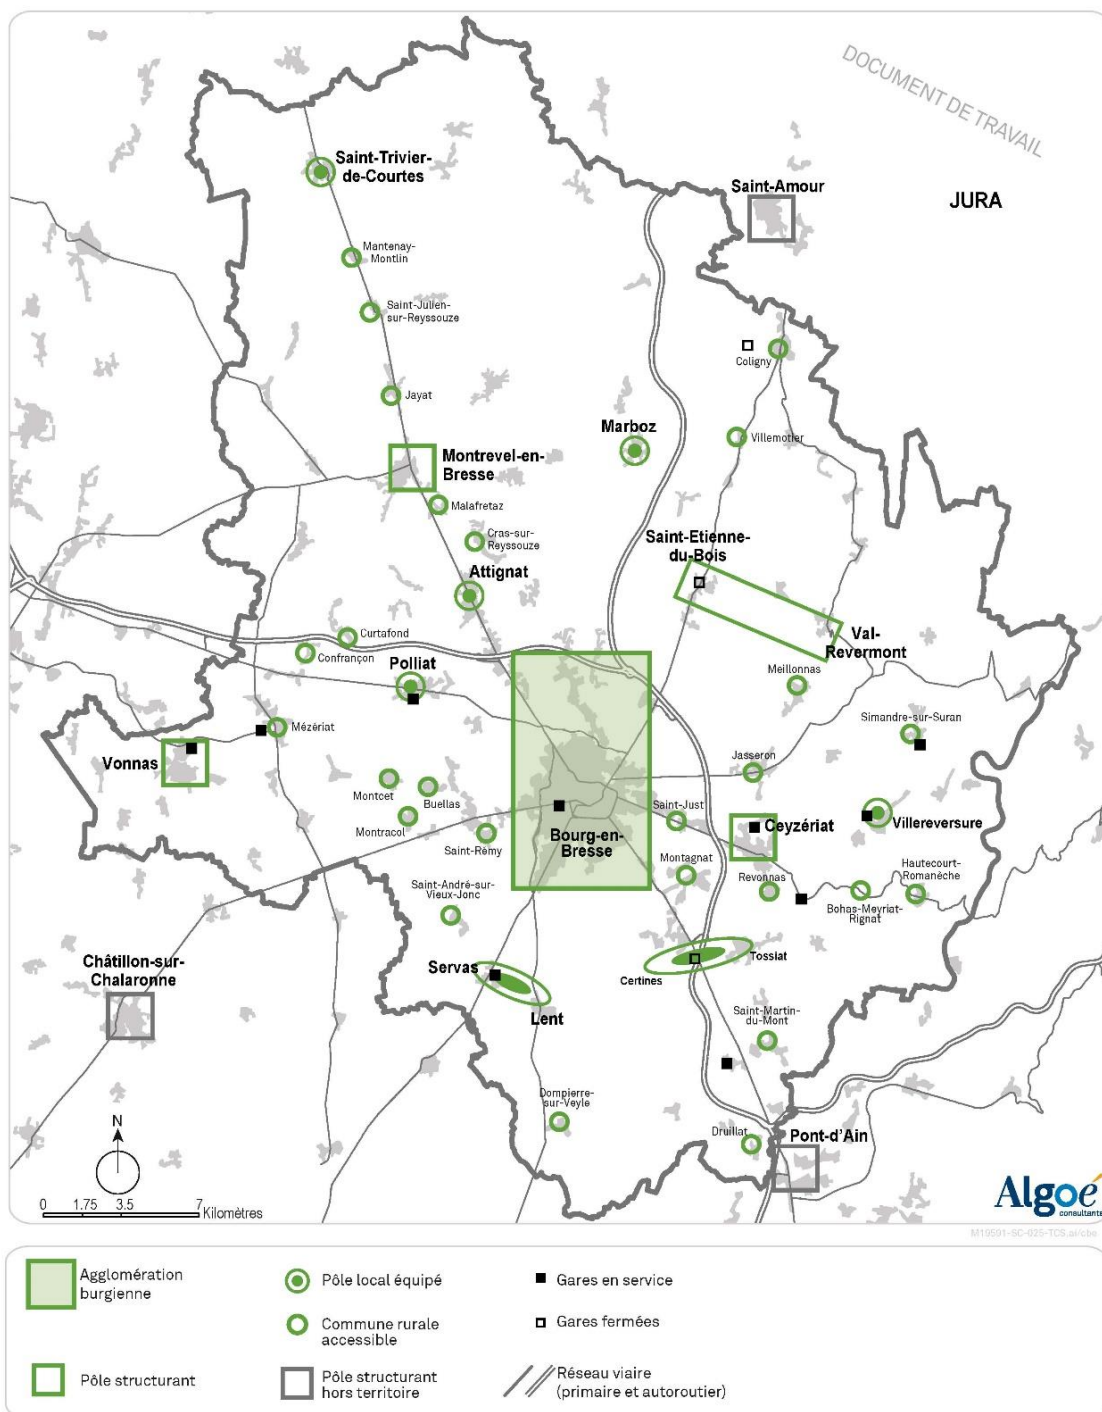 DOCUMENT DE TRAVAIL
Saint-Trivier-
de-Courtes
Saint-Amour
JURA
Mantenay-
Montlin
Saint-Julien-
sur-Reyssouze
Coligny
Jayat
Marboz
Villemotier
Montrevel-en-
Bresse
Malafretaz
Cras-sur-
Reyssouze
Saint-Etienne-
du-Bois
Attignat
Curtafond
Confrançon
Val-
Revermont
Polliat
Meillonnas
Simandre-sur-Suran
Mézériat
Vonnas
Jasseron
Montcet
Buellas
Saint-Just
Ceyzériat
Villereversure
Montracol
Saint-Rémy
Bourg-en-
Bresse
Montagnat
Hautecourt-
Romanèche
Saint-André-sur-
Vieux-Jonc
Revonnas
Bohas-Meyriat-
Rignat
Châtillon-sur-
Chalaronne
Servas
Tossiat
Certines
Lent
Saint-Martin-
du-Mont
Dompierre-
sur-Veyle
Druillat
Pont-d'Ain
N
0 1.75 3.5 7
Kilomètres
Algoé
consultants
M19591-SC-025-TCS.ai/cbe
Agglomération
burgienne
Pôle local équipé
Gares en service
Commune rurale
accessible
Gares fermées
Pôle structurant
Pôle structurant
hors territoire
Réseau viaire
(primaire et autoroutier)